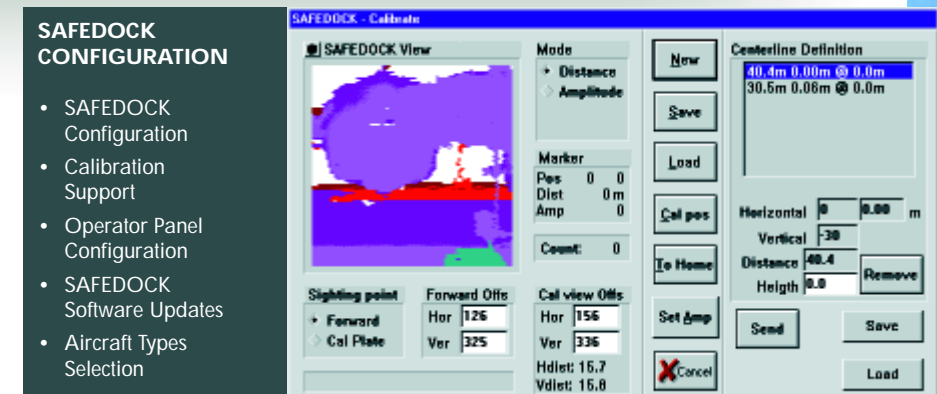 SAFEDOCK
CONFIGURATION
• SAFEDOCK
Configuration
• Calibration
Support
• Operator Panel
Configuration
• SAFEDOCK
Software Updates
• Aircraft Types
Selection
SAFEDOCK - Calibrate
SAFEDOCK View
Mode
Distance
Amplitude
Marker
Pos 0 0
Dist 0 m
Amp 0
Count: 0
Sighting point
Forward
Cal Plate
Forward Offs
Hor 126
Ver 325
Cal view Offs
Hor 156
Ver 336
Hdist: 15.7
Vdist: 15.8
New
Save
Load
Cal pos
To Home
Set Amp
Cancel
Centerline Definition
40.4m 0.00m @ 0.0m
30.5m 0.06m @ 0.0m
Horizontal 0 0.00 m
Vertical -30
Distance 40.4
Heigth 0.0
Remove
Send
Save
Load